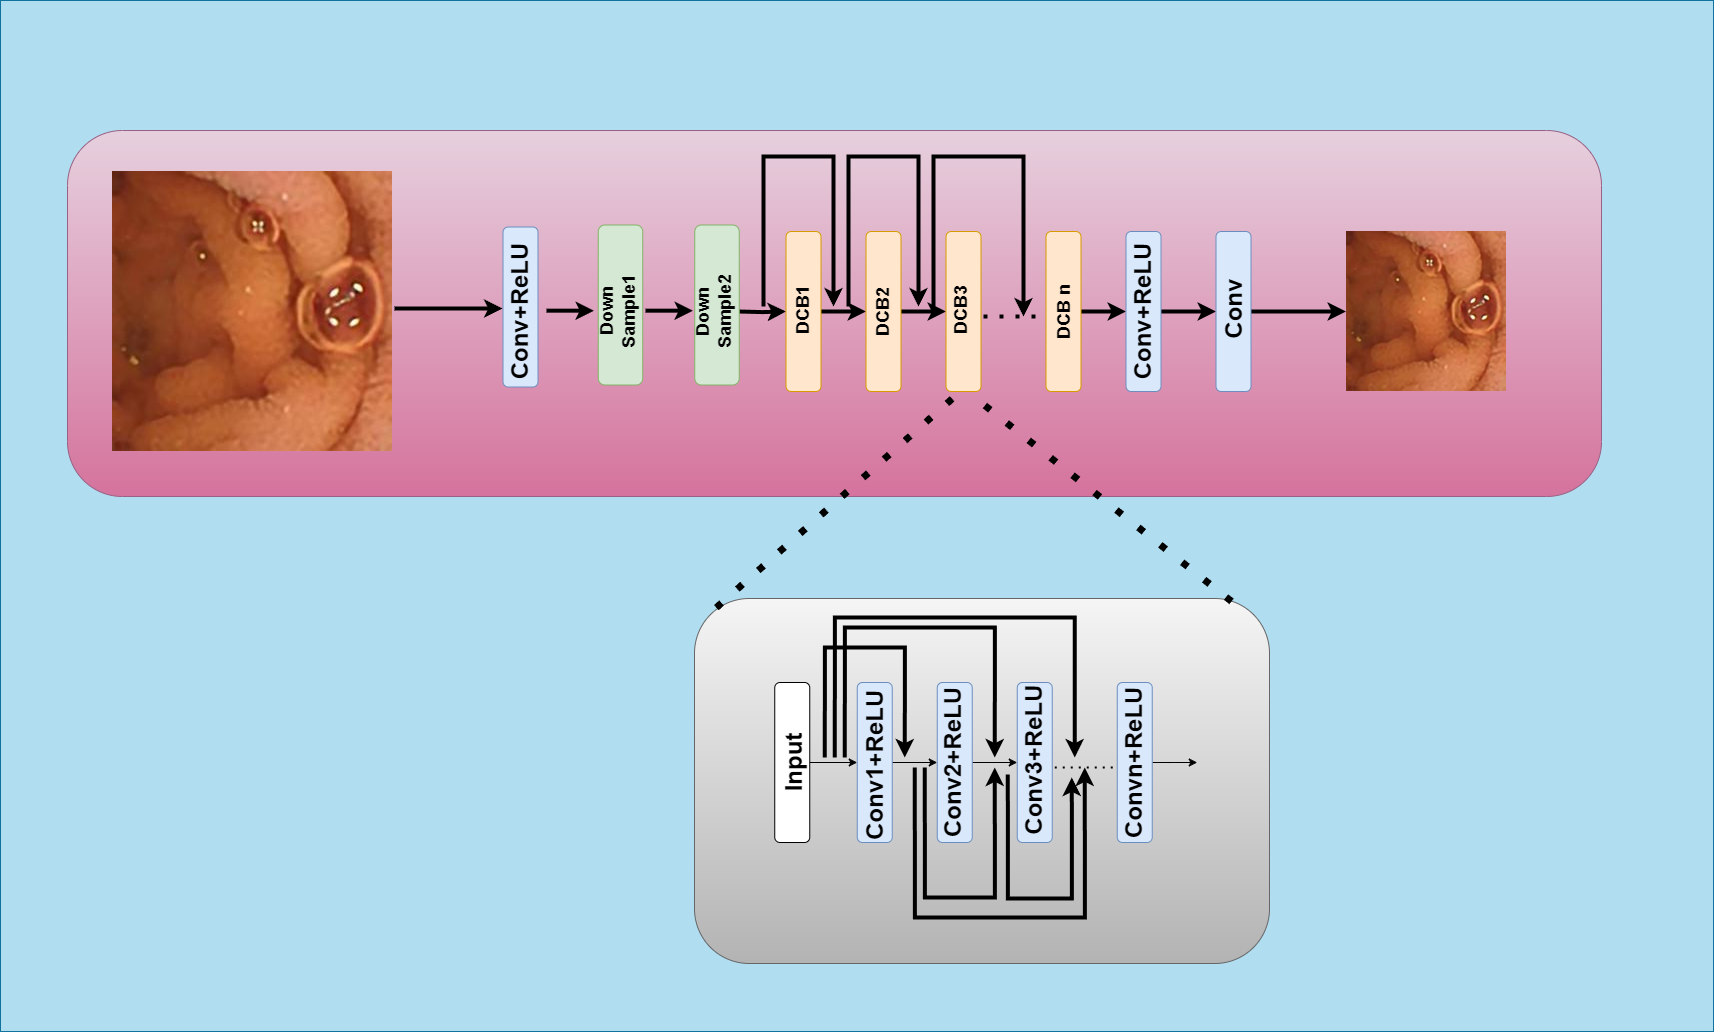 Conv+ReLU
Down
Sample1
Down
Sample2
DCB1
DCB2
DCB3
DCB n
Conv+ReLU
Conv
Input
Conv1+ReLU
Conv2+ReLU
Conv3+ReLU
Convn+ReLU